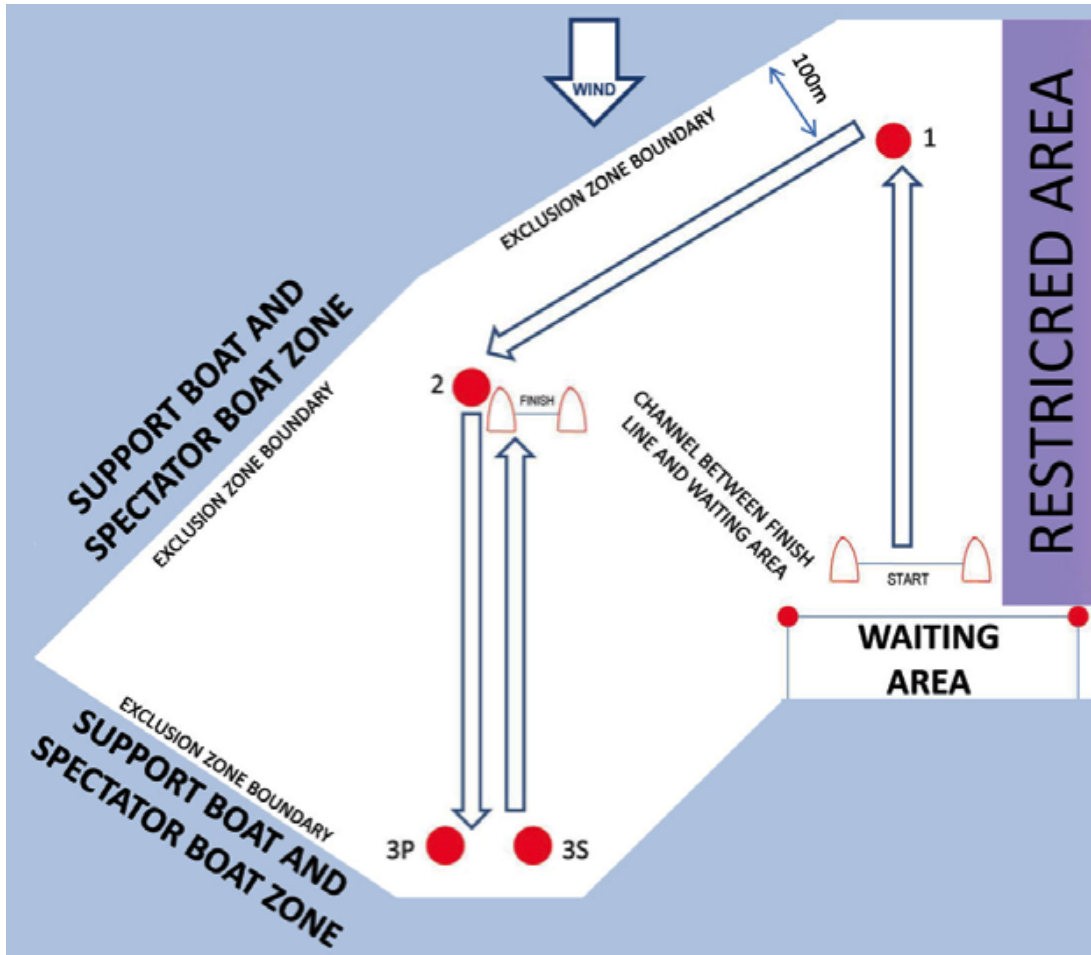 WIND
100m
1
EXCLUSION ZONE BOUNDARY
RESTRICRED AREA
SUPPORT BOAT AND
SPECTATOR BOAT ZONE
EXCLUSION ZONE BOUNDARY
2
FINISH
CHANNEL BETWEEN FINISH
LINE AND WAITING AREA
START
WAITING
AREA
EXCLUSION ZONE BOUNDARY
SUPPORT BOAT AND
SPECTATOR BOAT ZONE
3P
3S